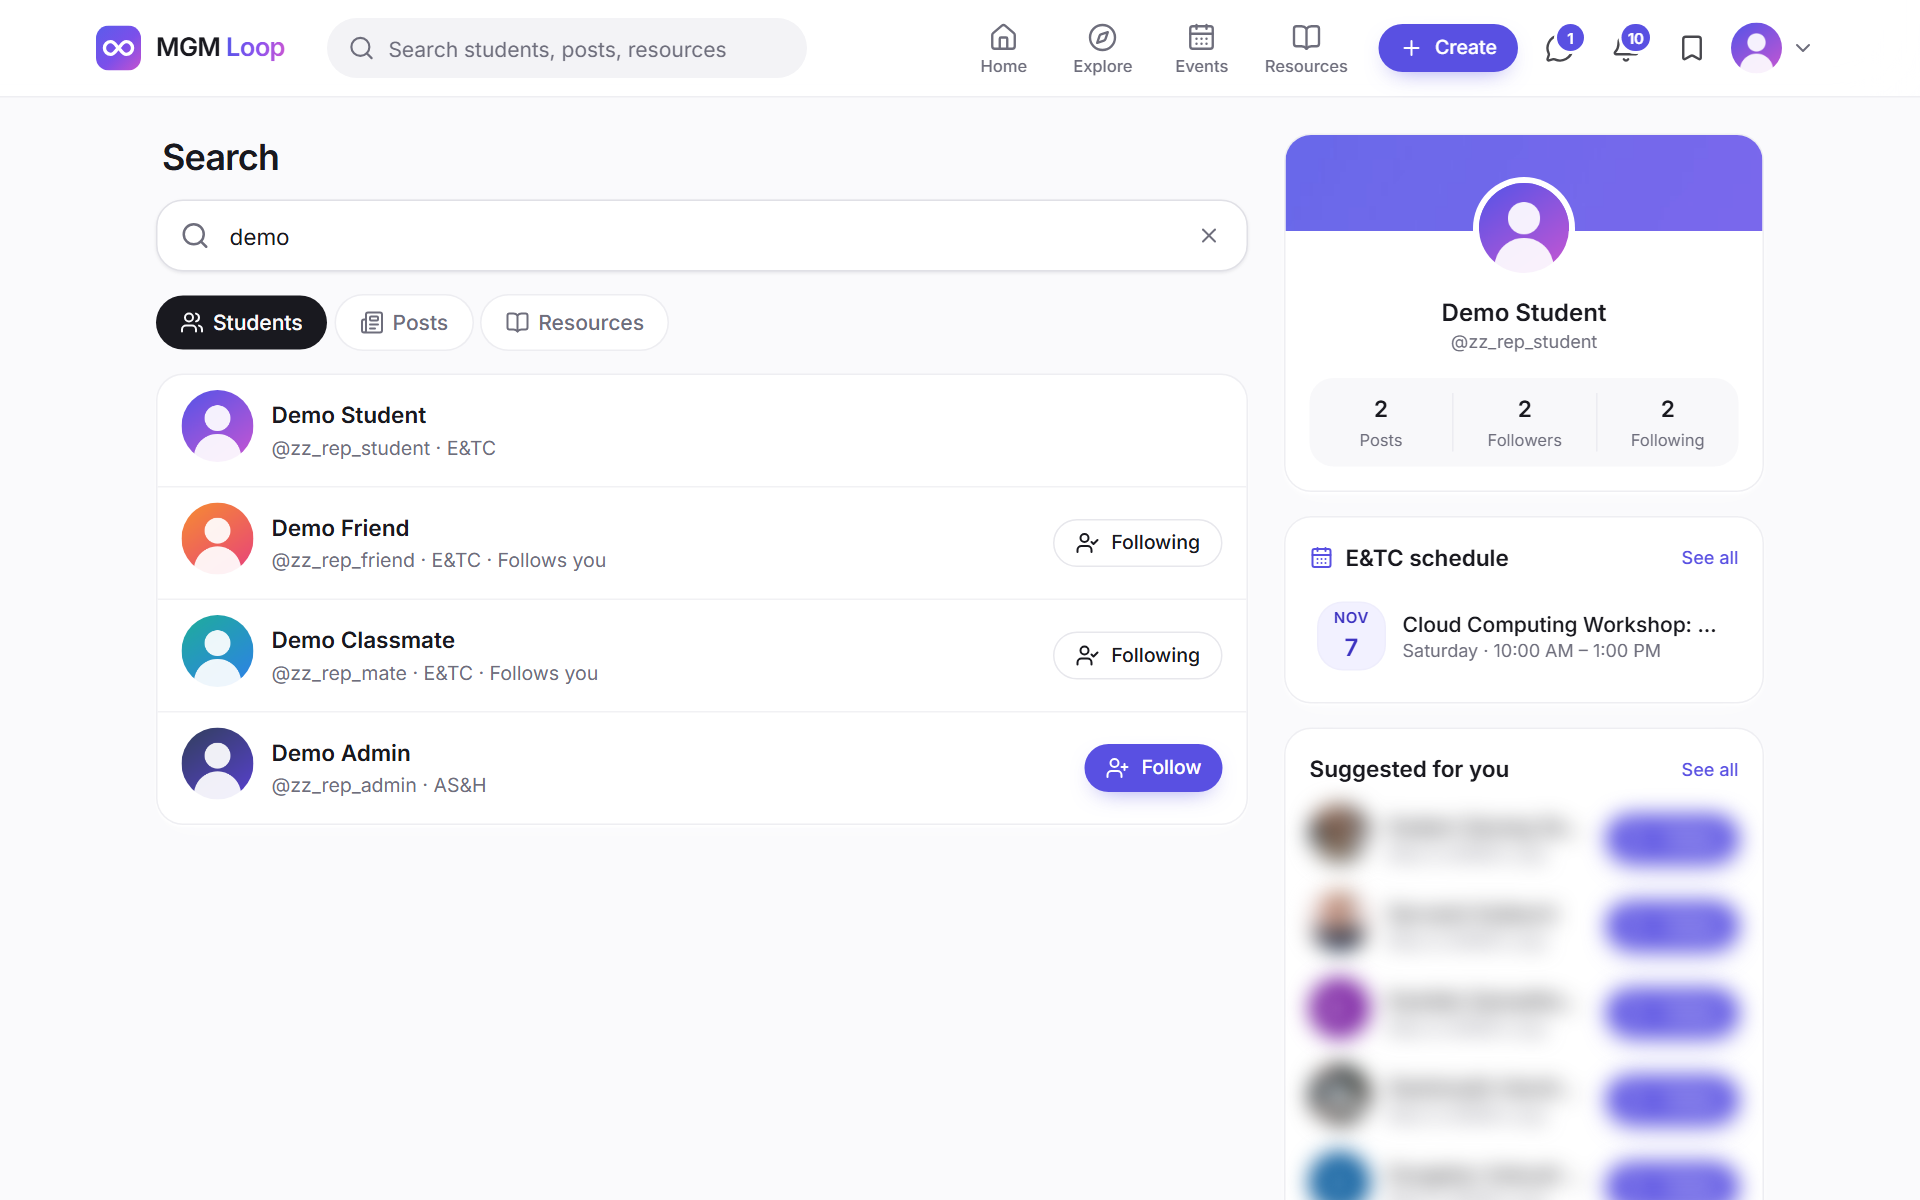 MGM Loop
Search students, posts, resources
Home
Explore
Events
Resources
Create
1
10
Search
demo
Students
Posts
Resources
Demo Student
@zz_rep_student · E&TC
Demo Friend
@zz_rep_friend · E&TC · Follows you
Following
Demo Classmate
@zz_rep_mate · E&TC · Follows you
Following
Demo Admin
@zz_rep_admin · AS&H
Follow
Demo Student
@zz_rep_student
2
Posts
2
Followers
2
Following
E&TC schedule
See all
NOV
7
Cloud Computing Workshop: ...
Saturday · 10:00 AM – 1:00 PM
Suggested for you
See all